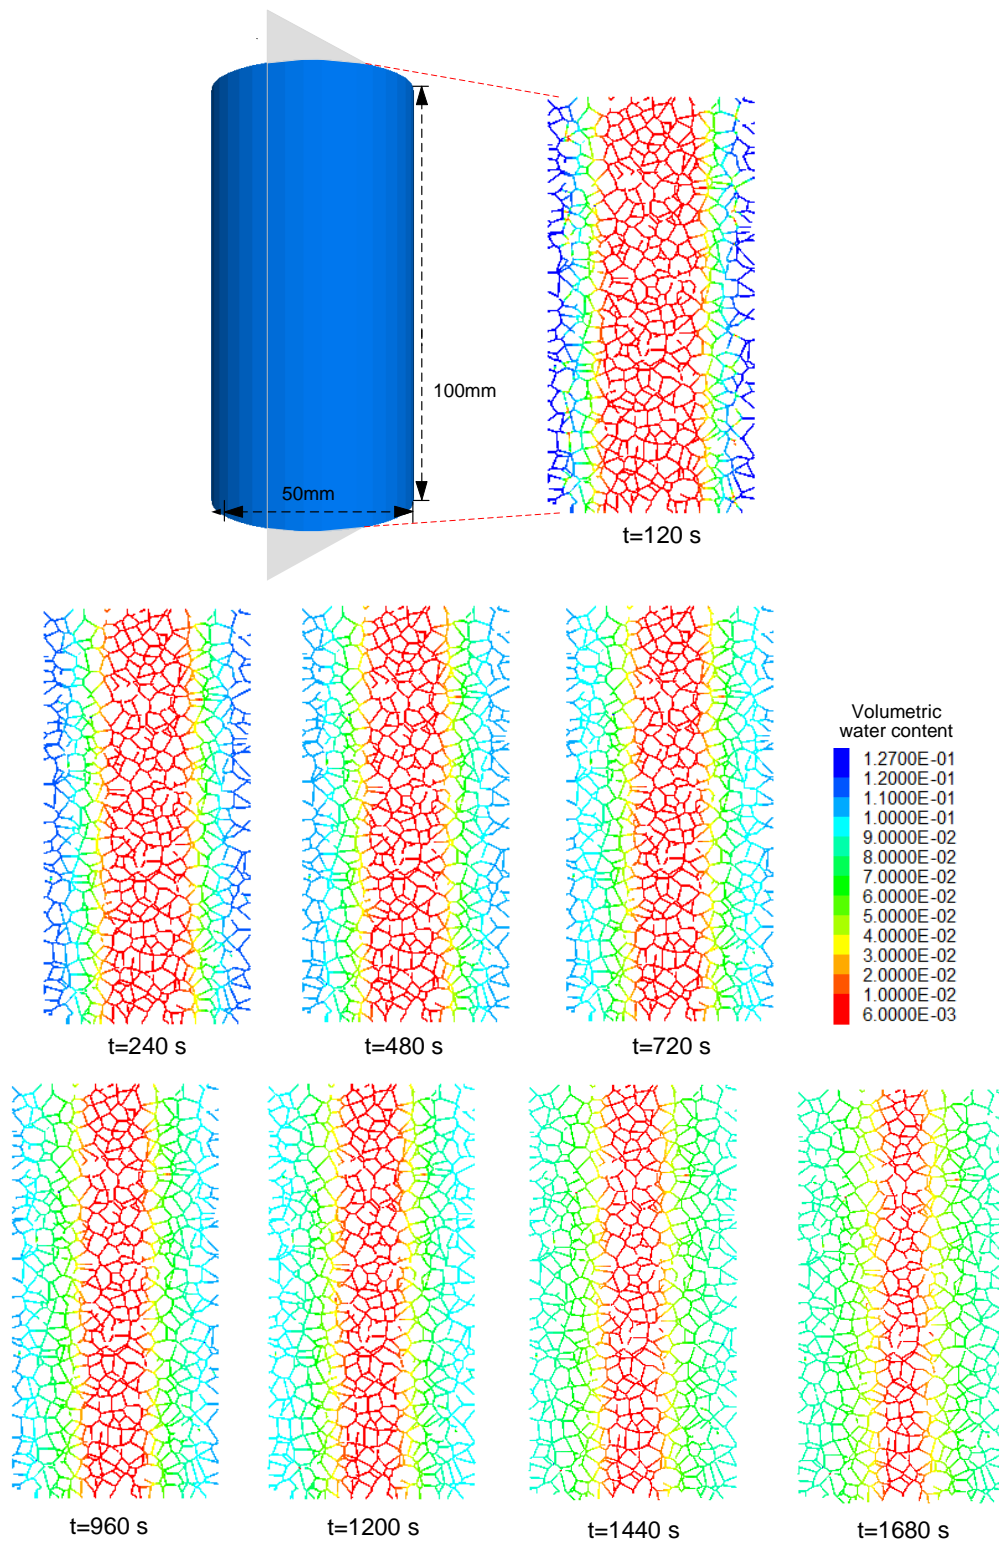 100mm
50mm
t=120 s
Volumetric
water content
1.2700E-01
1.2000E-01
1.1000E-01
1.0000E-01
9.0000E-02
8.0000E-02
7.0000E-02
6.0000E-02
5.0000E-02
4.0000E-02
3.0000E-02
2.0000E-02
1.0000E-02
6.0000E-03
t=240 s
t=480 s
t=720 s
t=960 s
t=1200 s
t=1440 s
t=1680 s